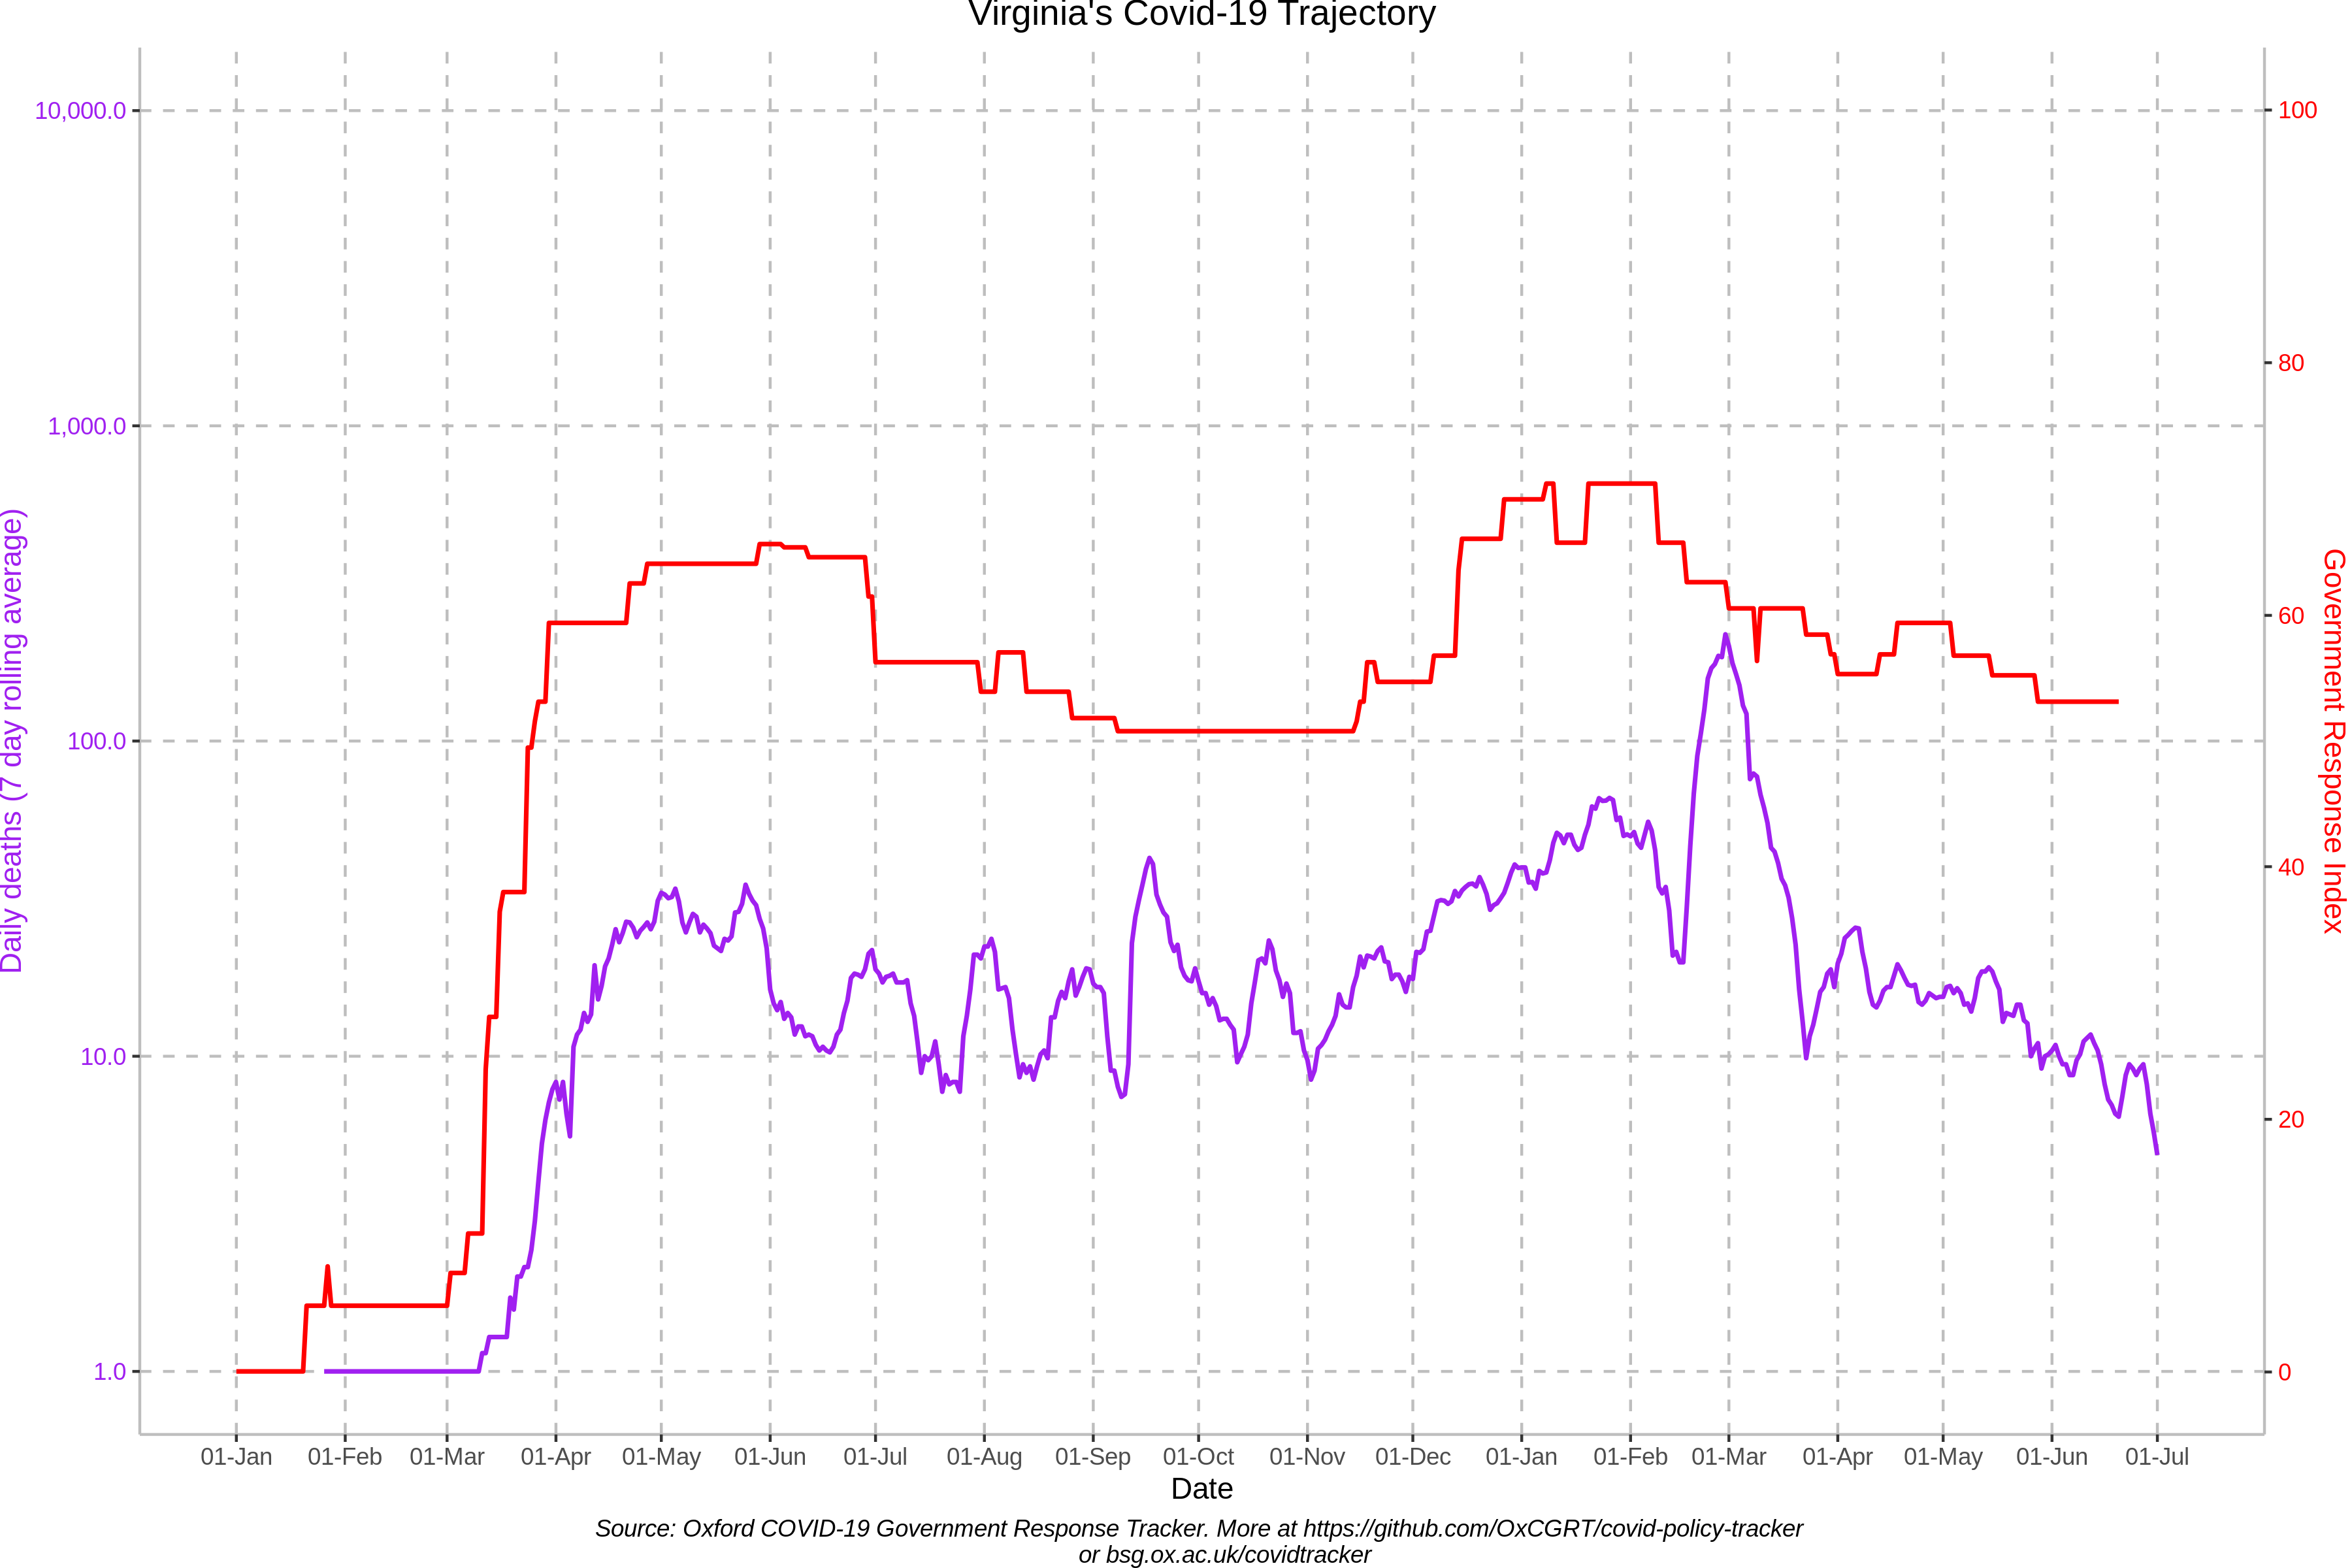 Virginia's Covid-19 Trajectory
10,000.0
1,000.0
100.0
10.0
1.0
Daily deaths (7 day rolling average)
100
80
60
40
20
0
Government Response Index
01-Jan 01-Feb 01-Mar 01-Apr 01-May 01-Jun 01-Jul 01-Aug 01-Sep 01-Oct 01-Nov 01-Dec 01-Jan 01-Feb 01-Mar 01-Apr 01-May 01-Jun 01-Jul
Date
Source: Oxford COVID-19 Government Response Tracker. More at https://github.com/OxCGRT/covid-policy-tracker
or bsg.ox.ac.uk/covidtracker